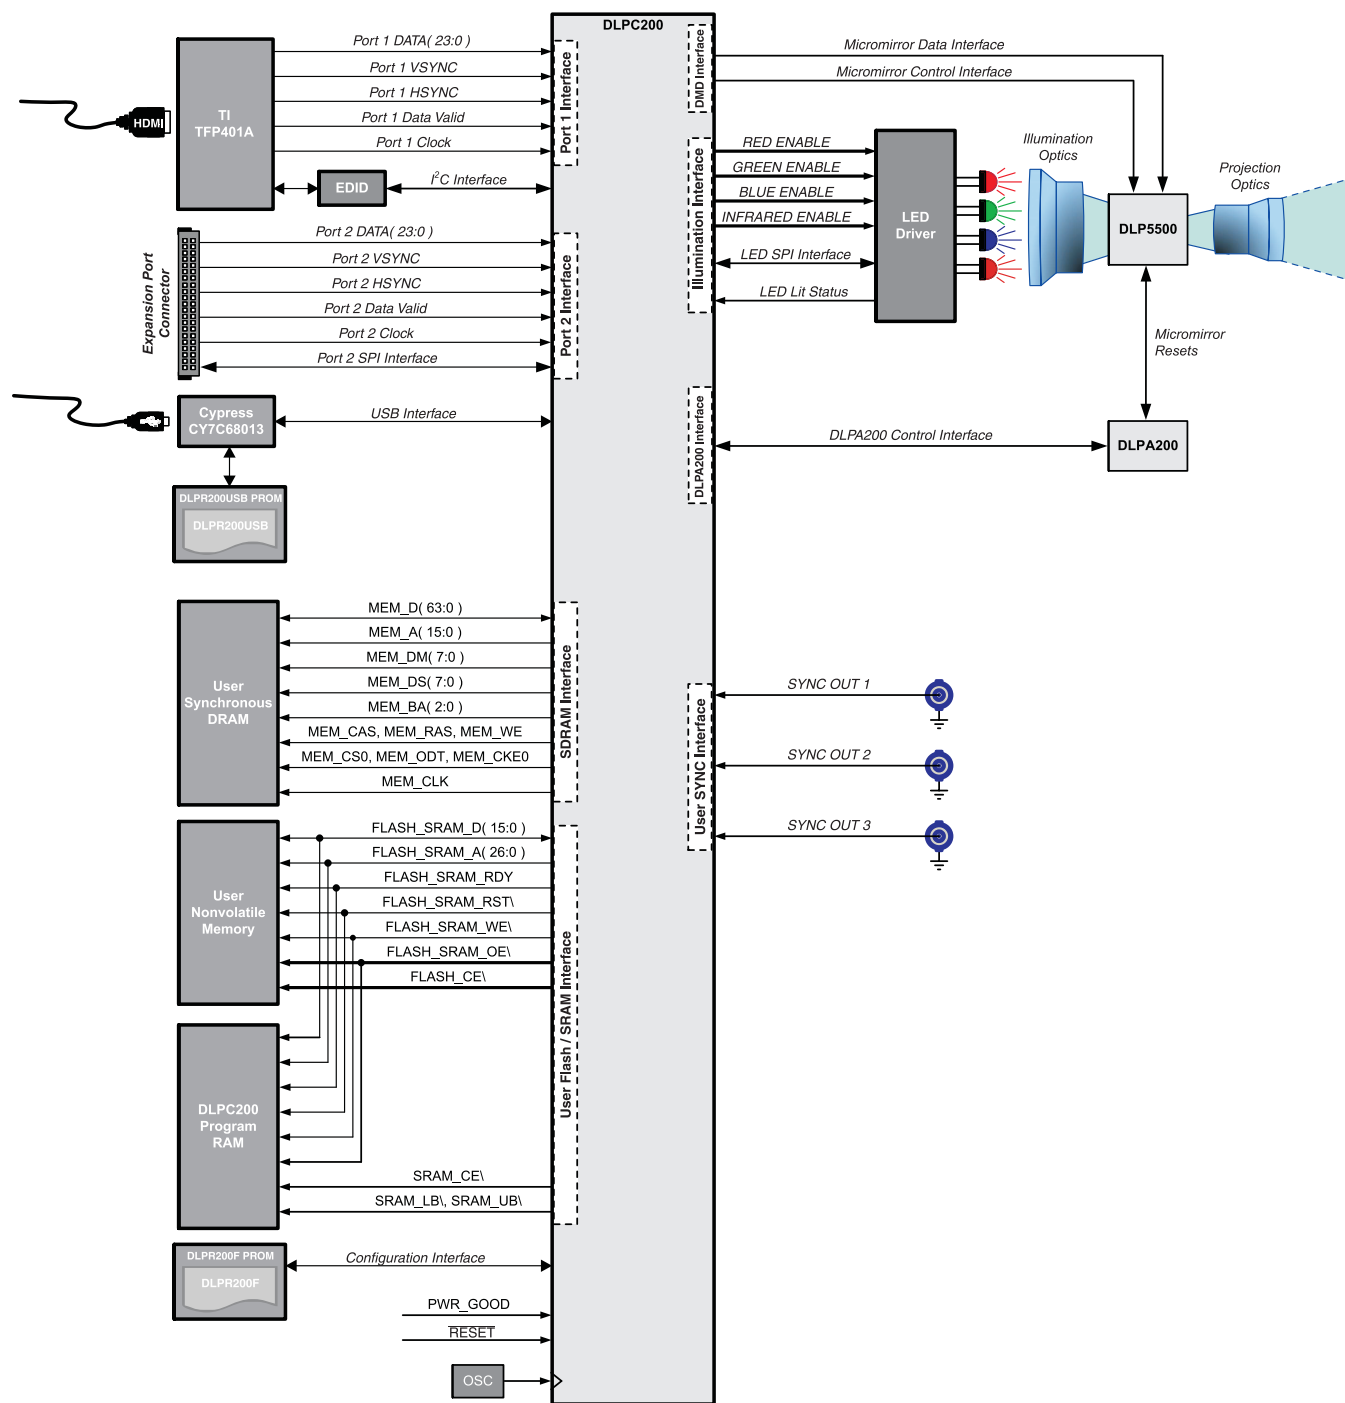 DLPC200
HDMI
TI
TFP401A
Port 1 DATA( 23:0 )
Port 1 VSYNC
Port 1 HSYNC
Port 1 Data Valid
Port 1 Clock
EDID
I²C Interface
Port 1 Interface
Expansion Port
Connector
Port 2 DATA( 23:0 )
Port 2 VSYNC
Port 2 HSYNC
Port 2 Data Valid
Port 2 Clock
Port 2 SPI Interface
Port 2 Interface
Cypress
CY7C68013
USB Interface
DLPR200USB PROM
DLPR200USB
User
Synchronous
DRAM
MEM_D( 63:0 )
MEM_A( 15:0 )
MEM_DM( 7:0 )
MEM_DS( 7:0 )
MEM_BA( 2:0 )
MEM_CAS, MEM_RAS, MEM_WE
MEM_CS0, MEM_ODT, MEM_CKE0
MEM_CLK
SDRAM Interface
User
Nonvolatile
Memory
FLASH_SRAM_D( 15:0 )
FLASH_SRAM_A( 26:0 )
FLASH_SRAM_RDY
FLASH_SRAM_RST\
FLASH_SRAM_WE\
FLASH_SRAM_OE\
FLASH_CE\
User Flash / SRAM Interface
DLPC200
Program
RAM
SRAM_CE\
SRAM_LB\, SRAM_UB\
DLPR200F PROM
DLPR200F
Configuration Interface
PWR_GOOD
RESET
OSC
DMD Interface
Micromirror Data Interface
Micromirror Control Interface
Illumination Interface
RED ENABLE
GREEN ENABLE
BLUE ENABLE
INFRARED ENABLE
LED SPI Interface
LED Lit Status
LED
Driver
Illumination
Optics
DLP5500
Projection
Optics
Micromirror
Resets
DLPA200 Interface
DLPA200 Control Interface
DLPA200
User SYNC Interface
SYNC OUT 1
SYNC OUT 2
SYNC OUT 3